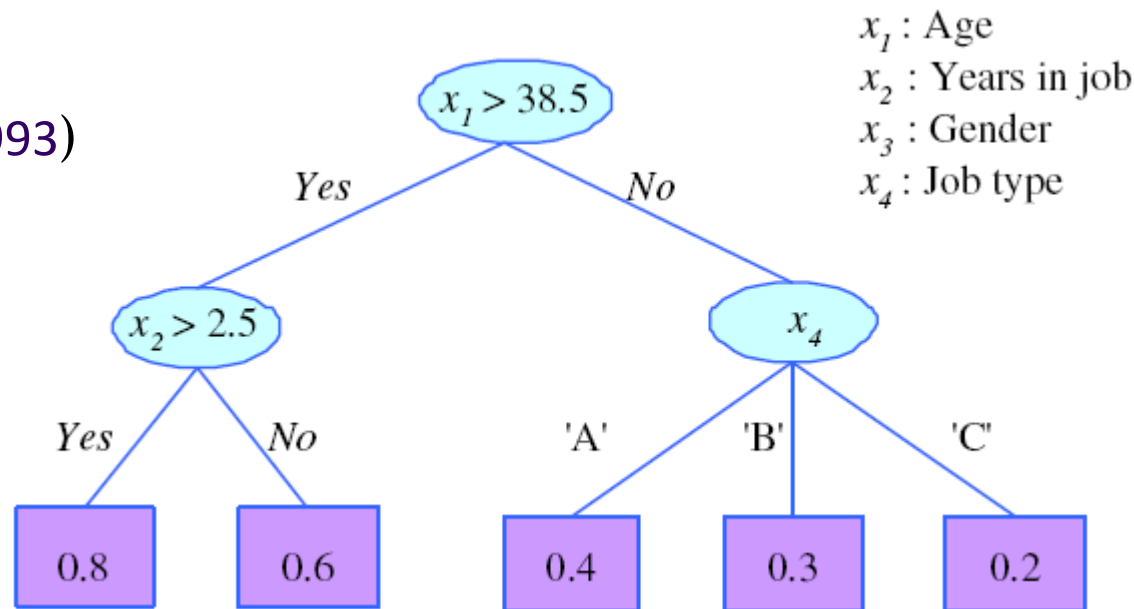 x1 : Age
x2 : Years in job
x3 : Gender
x4 : Job type
993)
x1 > 38.5
Yes
No
x2 > 2.5
x4
Yes
No
'A'
'B'
'C'
0.8
0.6
0.4
0.3
0.2